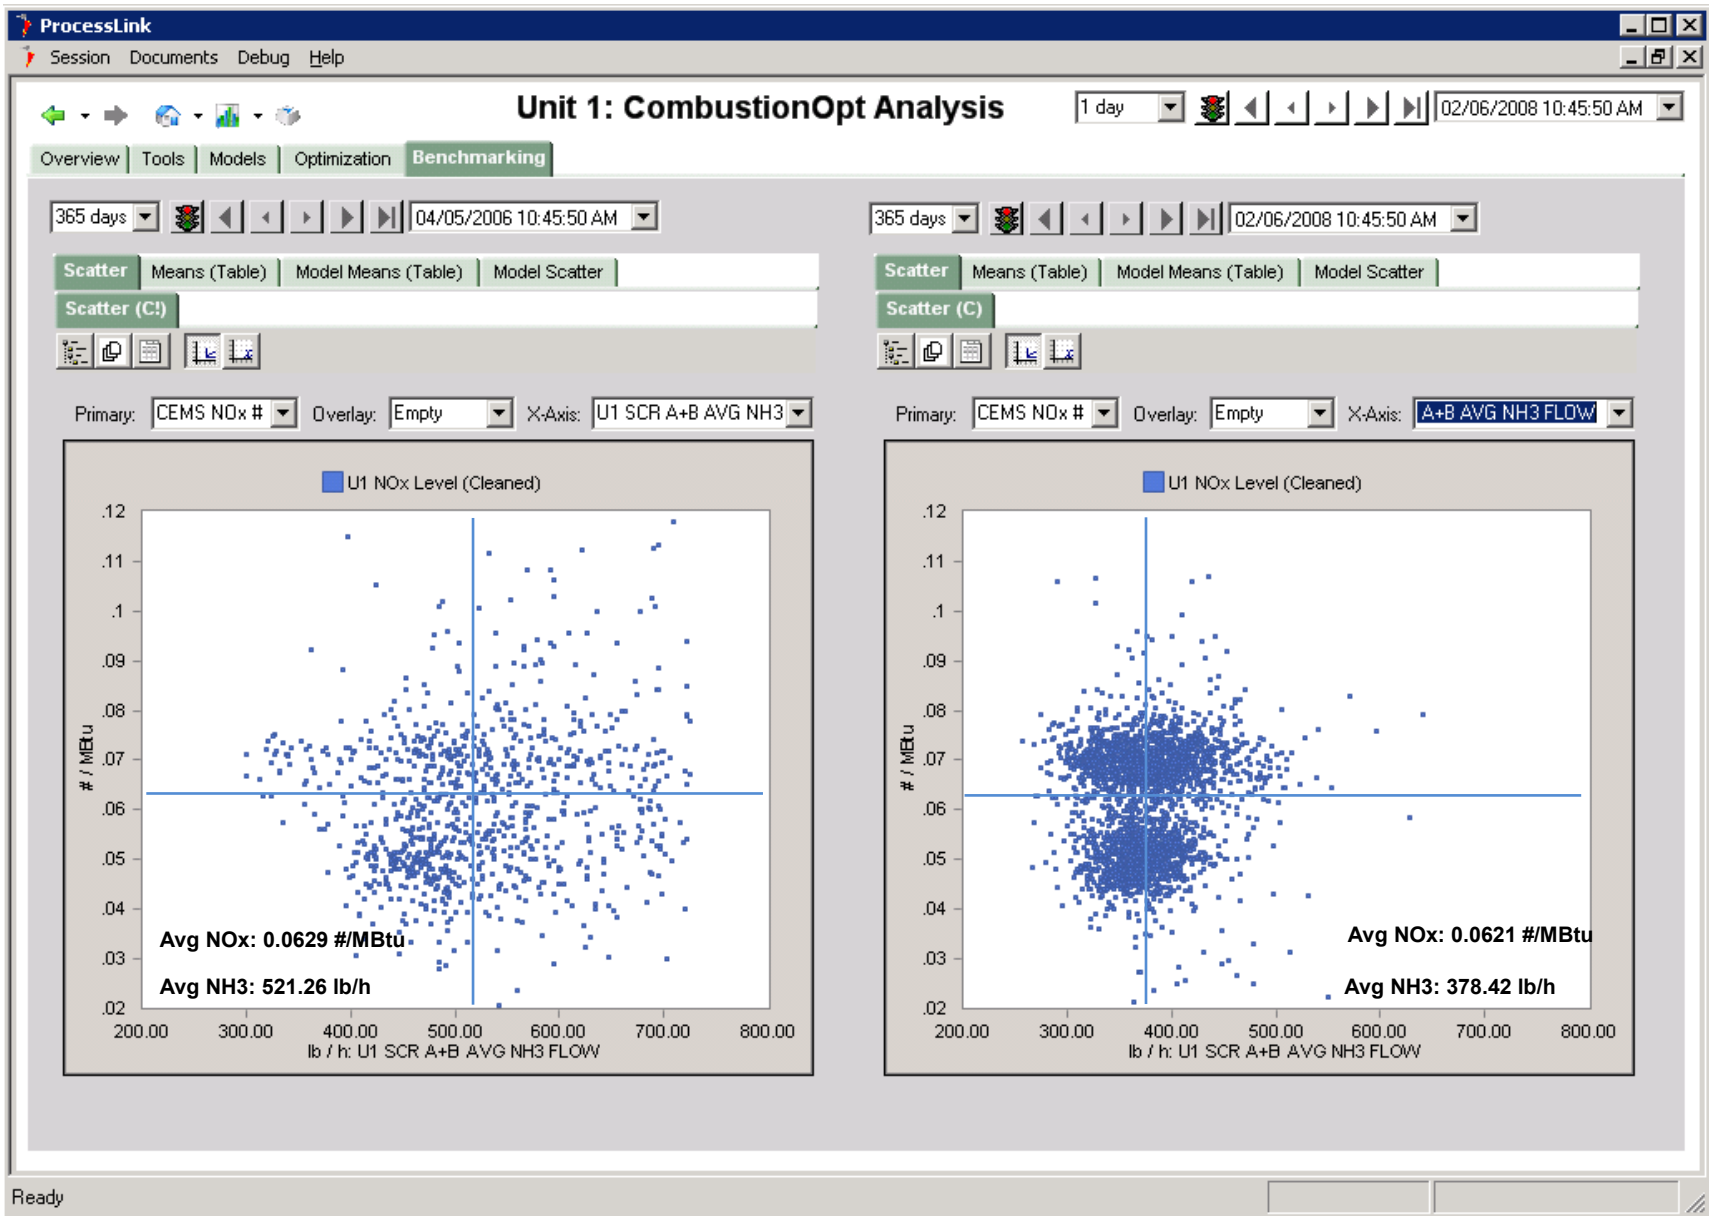 ProcessLink
Session Documents Debug Help
Unit 1: CombustionOpt Analysis
1 day
02/06/2008 10:45:50 AM
Overview Tools Models Optimization Benchmarking
365 days
04/05/2006 10:45:50 AM
Scatter Means (Table) Model Means (Table) Model Scatter
Scatter (C!)
Primary: CEMS NOx # Overlay: Empty X-Axis: U1 SCR A+B AVG NH3
U1 NOx Level (Cleaned)
.12
.11
.1
.09
.08
.07
.06
.05
.04
.03
.02
# / MBtu
Avg NOx: 0.0629 #/MBtu
Avg NH3: 521.26 lb/h
200.00 300.00 400.00 500.00 600.00 700.00 800.00
lb / h: U1 SCR A+B AVG NH3 FLOW
365 days
02/06/2008 10:45:50 AM
Scatter Means (Table) Model Means (Table) Model Scatter
Scatter (C)
Primary: CEMS NOx # Overlay: Empty X-Axis: A+B AVG NH3 FLOW
U1 NOx Level (Cleaned)
.12
.11
.1
.09
.08
.07
.06
.05
.04
.03
.02
# / MBtu
Avg NOx: 0.0621 #/MBtu
Avg NH3: 378.42 lb/h
200.00 300.00 400.00 500.00 600.00 700.00 800.00
lb / h: U1 SCR A+B AVG NH3 FLOW
Ready